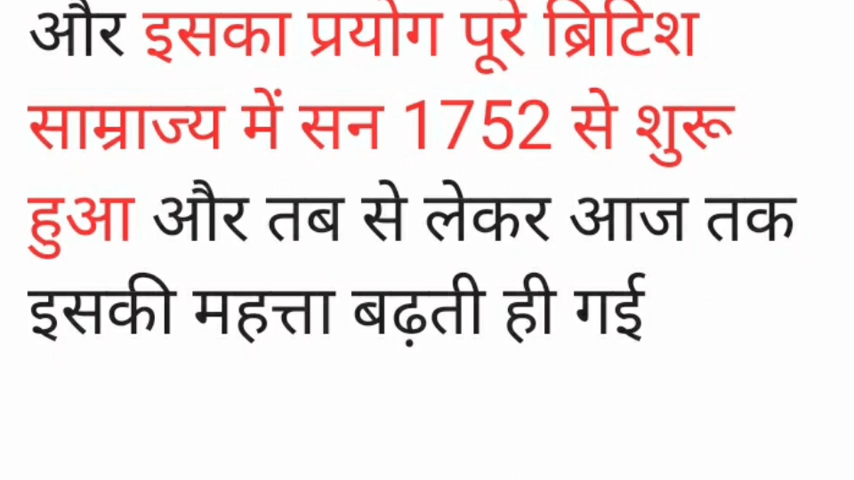 और इसका प्रयोग पूरे ब्रिटिश
साम्राज्य में सन 1752 से शुरू
हुआ और तब से लेकर आज तक
इसकी महत्ता बढ़ती ही गई